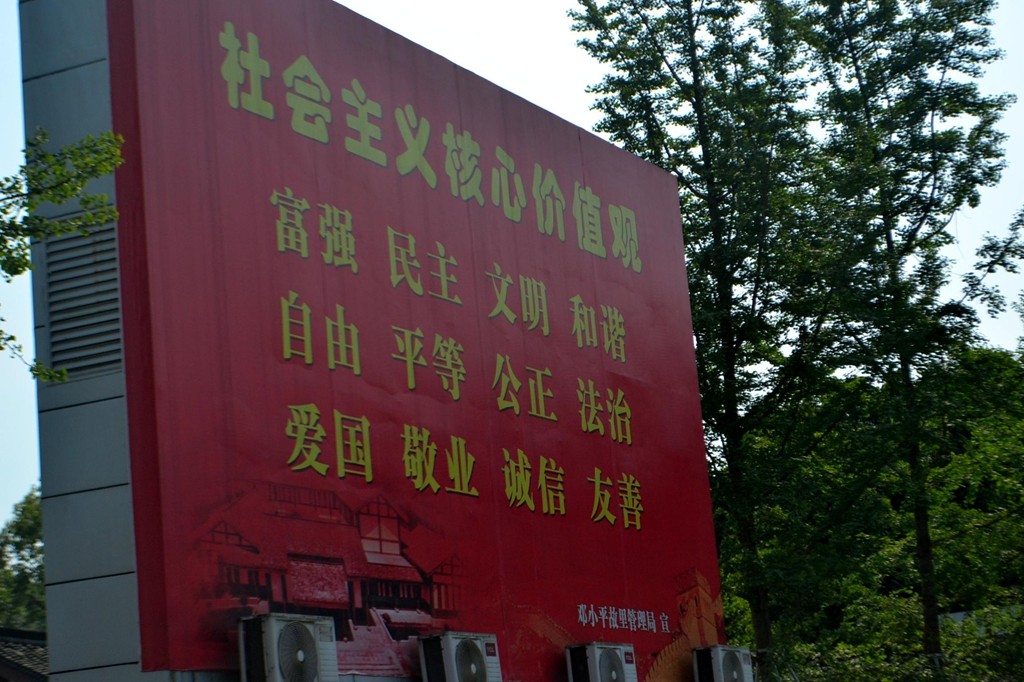 社会主义核心价值观
富强 民主 文明 和谐
自由 平等 公正 法治
爱国 敬业 诚信 友善
邓小平故里管理局 宣